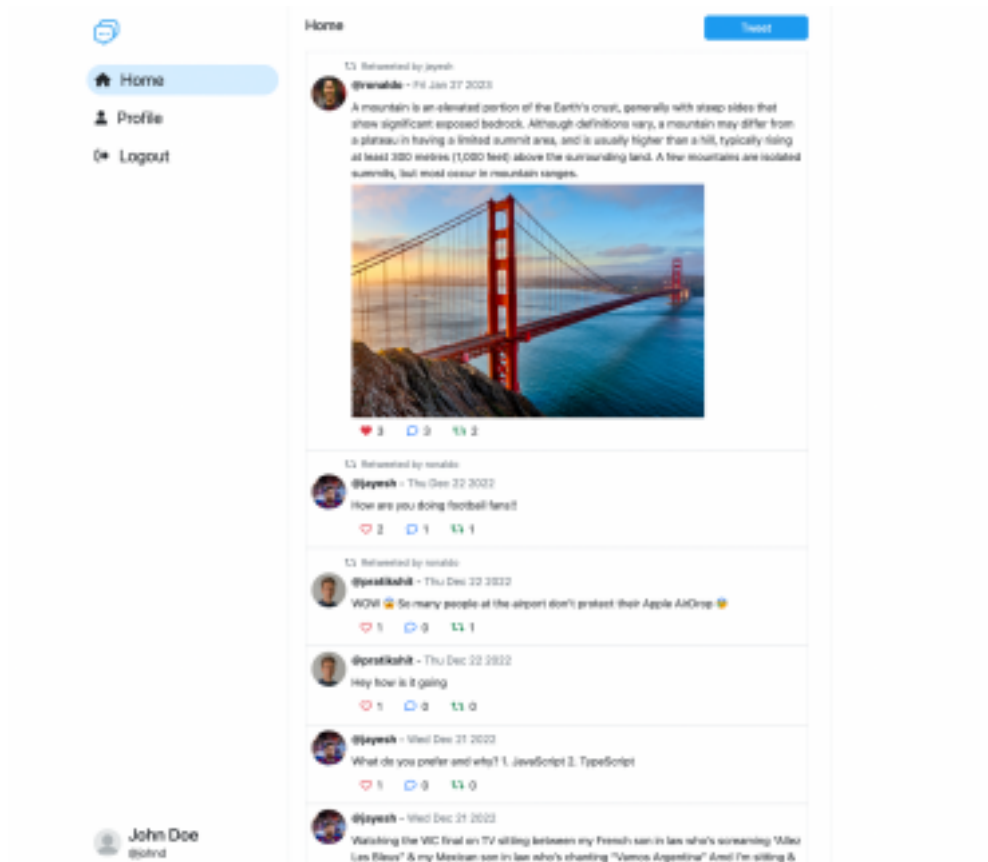 Home
Profile
Logout
John Doe
@johnd
Home
Tweet
Retweeted by jayesh
@ronaldo - Fri Jan 27 2023
A mountain is an elevated portion of the Earth's crust, generally with steep sides that
show significant exposed bedrock. Although definitions vary, a mountain may differ from
a plateau in having a limited summit area, and is usually higher than a hill, typically rising
at least 300 metres (1,000 feet) above the surrounding land. A few mountains are isolated
summits, but most occur in mountain ranges.
3 3 2
Retweeted by ronaldo
@jayesh - Thu Dec 22 2022
How are you doing football fans!!
2 1 1
Retweeted by ronaldo
@pratikshit - Thu Dec 22 2022
WOW 😱 So many people at the airport don't protect their Apple AirDrop 😨
1 0 1
@pratikshit - Thu Dec 22 2022
Hey how is it going
1 0 0
@jayesh - Wed Dec 21 2022
What do you prefer and why? 1. JavaScript 2. TypeScript
1 0 0
@jayesh - Wed Dec 21 2022
Watching the WC final on TV sitting between my French son in law who's screaming "Allez
Les Bleus" & my Mexican son in law who's chanting "Vamos Argentina" And I'm sitting &